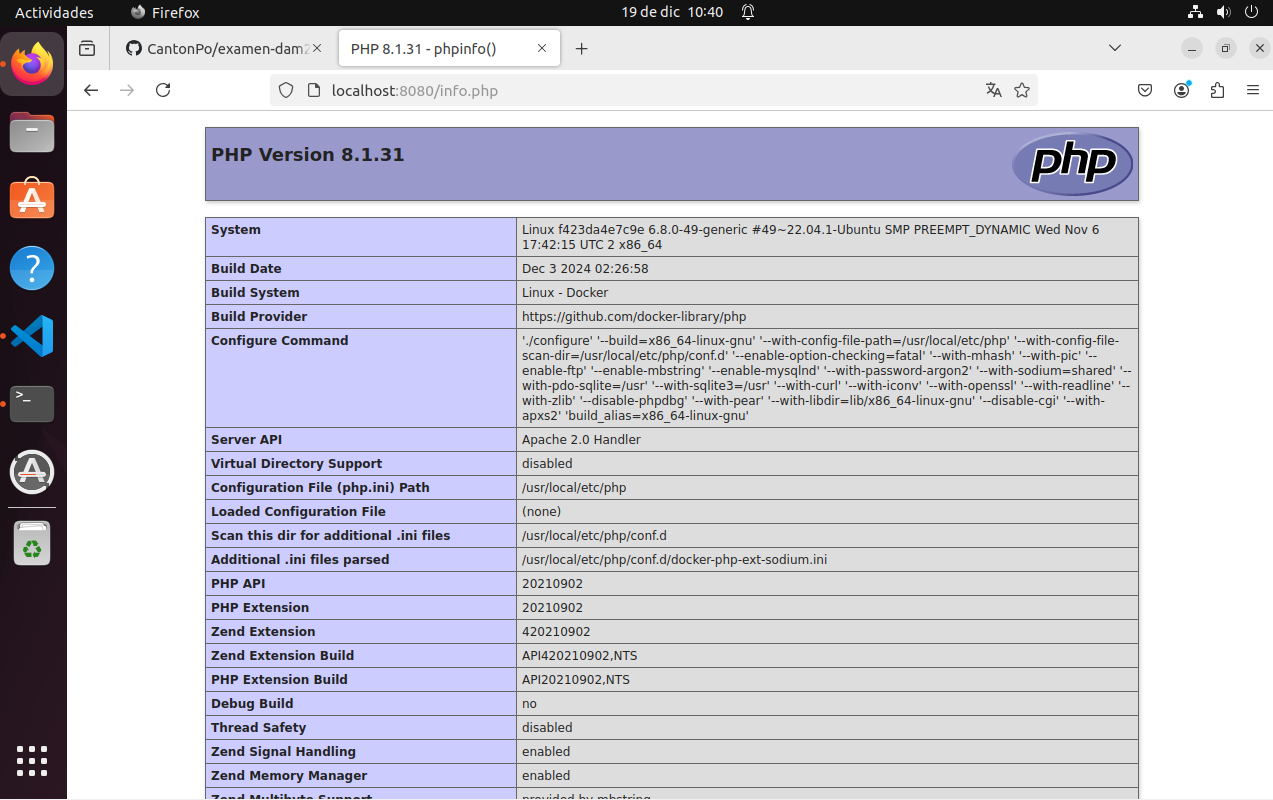 Actividades
Firefox
19 de dic 10:40
CantonPo/examen-dam2
PHP 8.1.31 - phpinfo()
localhost:8080/info.php
PHP Version 8.1.31
php
System
Linux f423da4e7c9e 6.8.0-49-generic #49~22.04.1-Ubuntu SMP PREEMPT_DYNAMIC Wed Nov 6
17:42:15 UTC 2 x86_64
Build Date
Dec 3 2024 02:26:58
Build System
Linux - Docker
Build Provider
https://github.com/docker-library/php
Configure Command
'./configure' '--build=x86_64-linux-gnu' '--with-config-file-path=/usr/local/etc/php' '--with-config-file-
scan-dir=/usr/local/etc/php/conf.d' '--enable-option-checking=fatal' '--with-mhash' '--with-pic' '--
enable-ftp' '--enable-mbstring' '--enable-mysqlnd' '--with-password-argon2' '--with-sodium=shared' '--
with-pdo-sqlite=/usr' '--with-sqlite3=/usr' '--with-curl' '--with-iconv' '--with-openssl' '--with-readline' '--
with-zlib' '--disable-phpdbg' '--with-pear' '--with-libdir=lib/x86_64-linux-gnu' '--disable-cgi' '--with-
apxs2' 'build_alias=x86_64-linux-gnu'
Server API
Apache 2.0 Handler
Virtual Directory Support
disabled
Configuration File (php.ini) Path
/usr/local/etc/php
Loaded Configuration File
(none)
Scan this dir for additional .ini files
/usr/local/etc/php/conf.d
Additional .ini files parsed
/usr/local/etc/php/conf.d/docker-php-ext-sodium.ini
PHP API
20210902
PHP Extension
20210902
Zend Extension
420210902
Zend Extension Build
API420210902,NTS
PHP Extension Build
API20210902,NTS
Debug Build
no
Thread Safety
disabled
Zend Signal Handling
enabled
Zend Memory Manager
enabled
Zend Multibyte Support
provided by mbstring